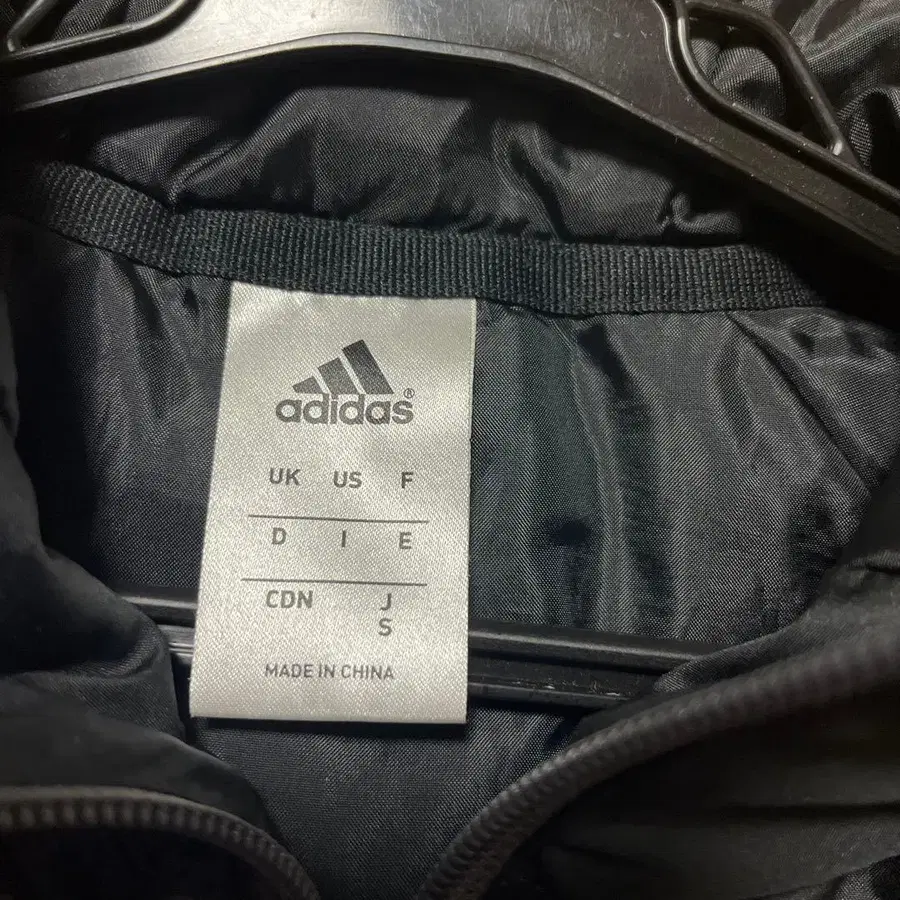 adidas®
UK US F
D I E
CDN J
S
MADE IN CHINA